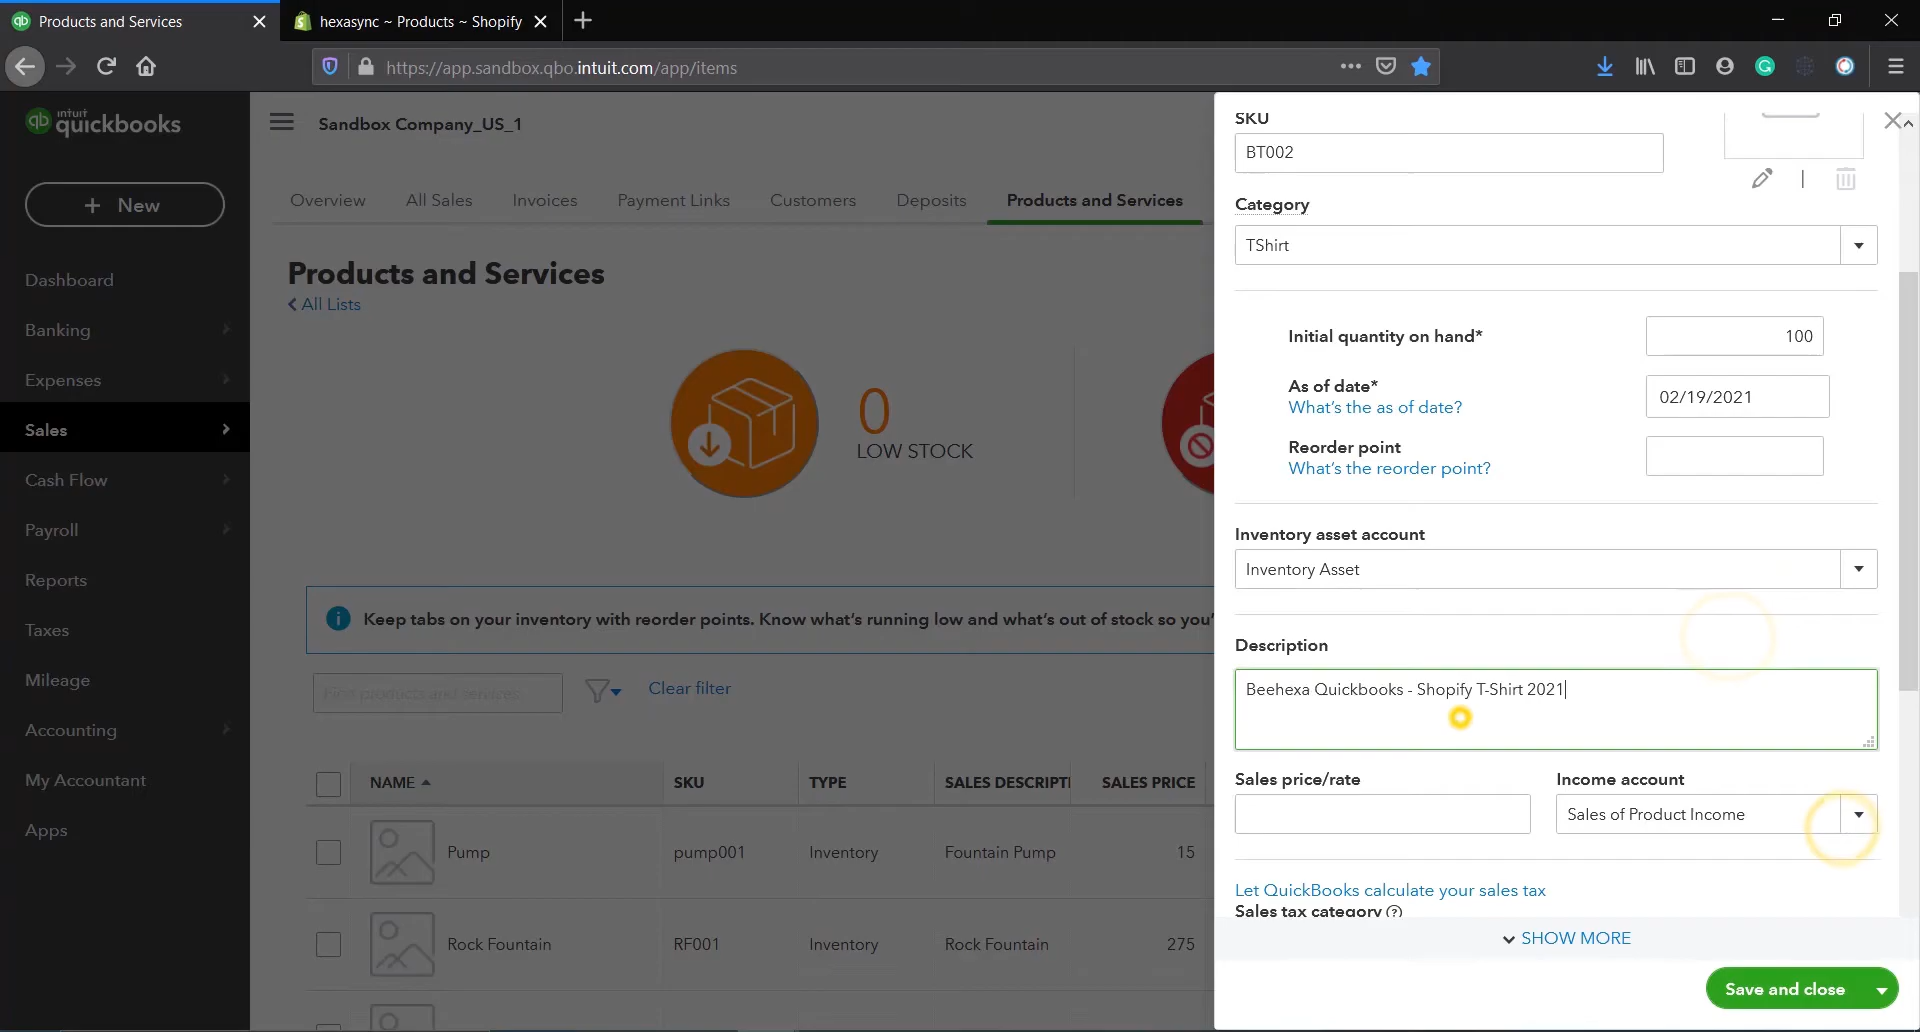 Products and Services
hexasync ~ Products ~ Shopify
https://app.sandbox.qbo.intuit.com/app/items
intuit
quickbooks
+ New
Dashboard
Banking
Expenses
Sales
Cash Flow
Payroll
Reports
Taxes
Mileage
Accounting
My Accountant
Apps
Sandbox Company_US_1
Overview
All Sales
Invoices
Payment Links
Customers
Deposits
Products and Services
Products and Services
All Lists
0
LOW STOCK
Keep tabs on your inventory with reorder points. Know what's running low and what's out of stock so you'
Find products and services
Clear filter
NAME SKU TYPE SALES DESCRIPTI SALES PRICE
Pump pump001 Inventory Fountain Pump 15
Rock Fountain RF001 Inventory Rock Fountain 275
SKU
BT002
Category
TShirt
Initial quantity on hand* 100
As of date* 02/19/2021
What's the as of date?
Reorder point
What's the reorder point?
Inventory asset account
Inventory Asset
Description
Beehexa Quickbooks - Shopify T-Shirt 2021
Sales price/rate Income account
Sales of Product Income
Let QuickBooks calculate your sales tax
Sales tax category
SHOW MORE
Save and close